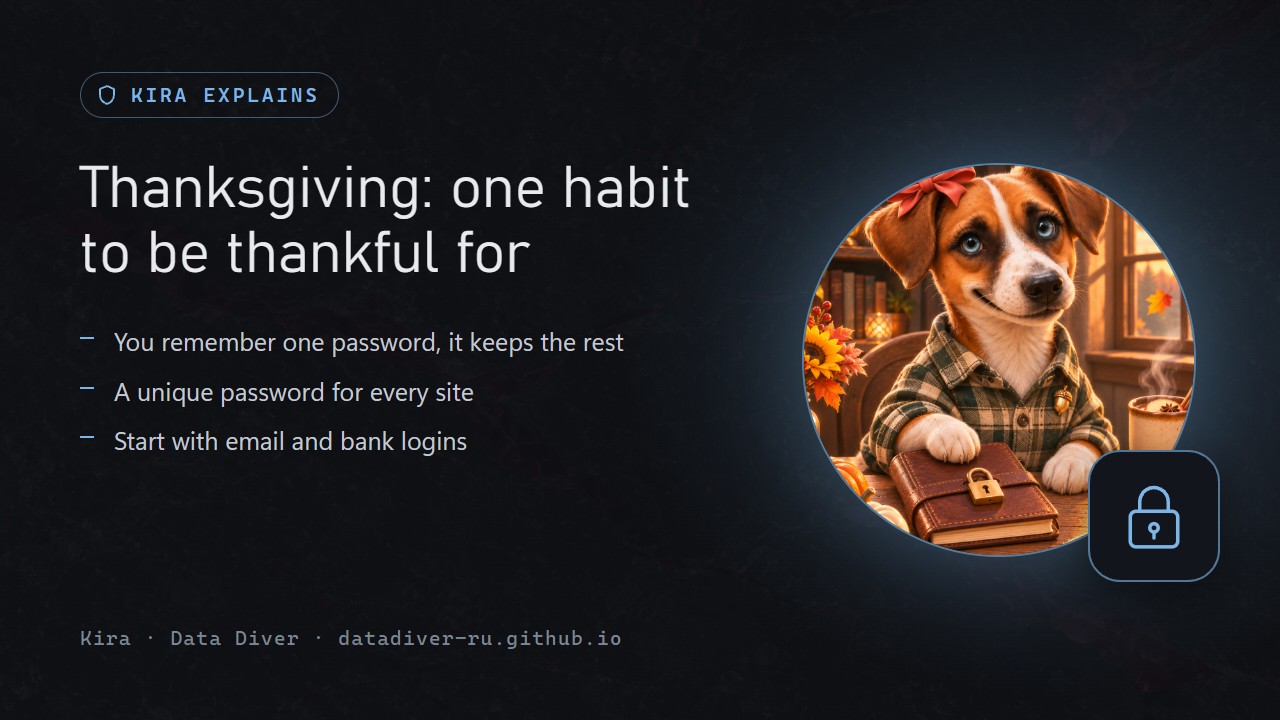 KIRA EXPLAINS
Thanksgiving: one habit
to be thankful for
You remember one password, it keeps the rest
A unique password for every site
Start with email and bank logins
Kira · Data Diver · datadiver-ru.github.io